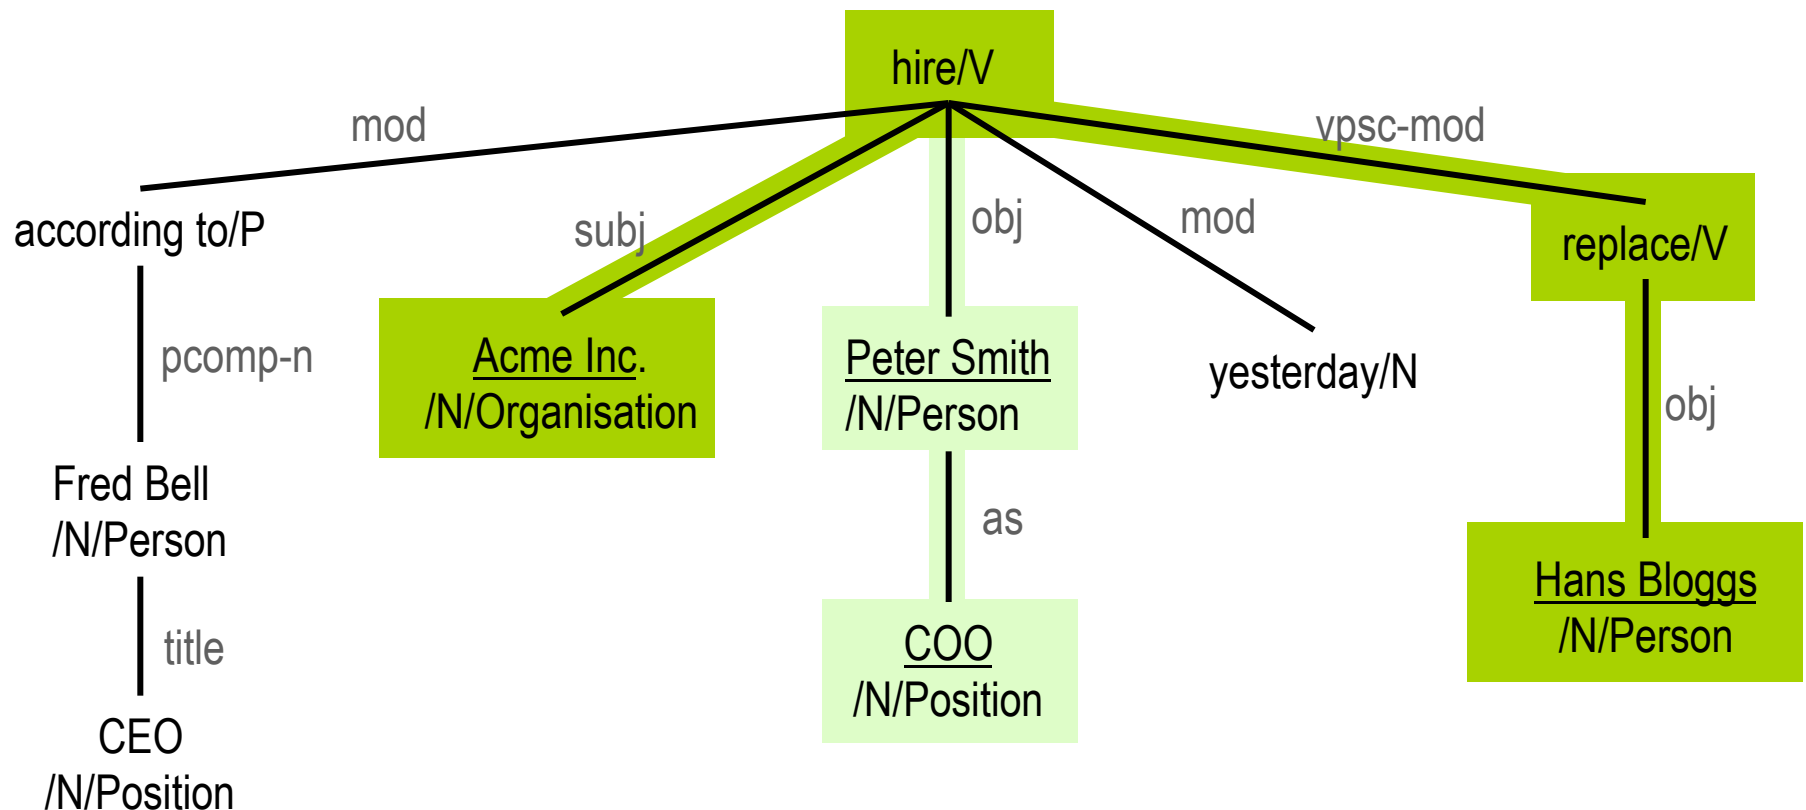 hire/V
mod
vpsc-mod
according to/P
subj
obj
mod
replace/V
pcomp-n
Acme Inc.
/N/Organisation
Peter Smith
/N/Person
yesterday/N
obj
Fred Bell
/N/Person
as
Hans Bloggs
/N/Person
title
COO
/N/Position
CEO
/N/Position